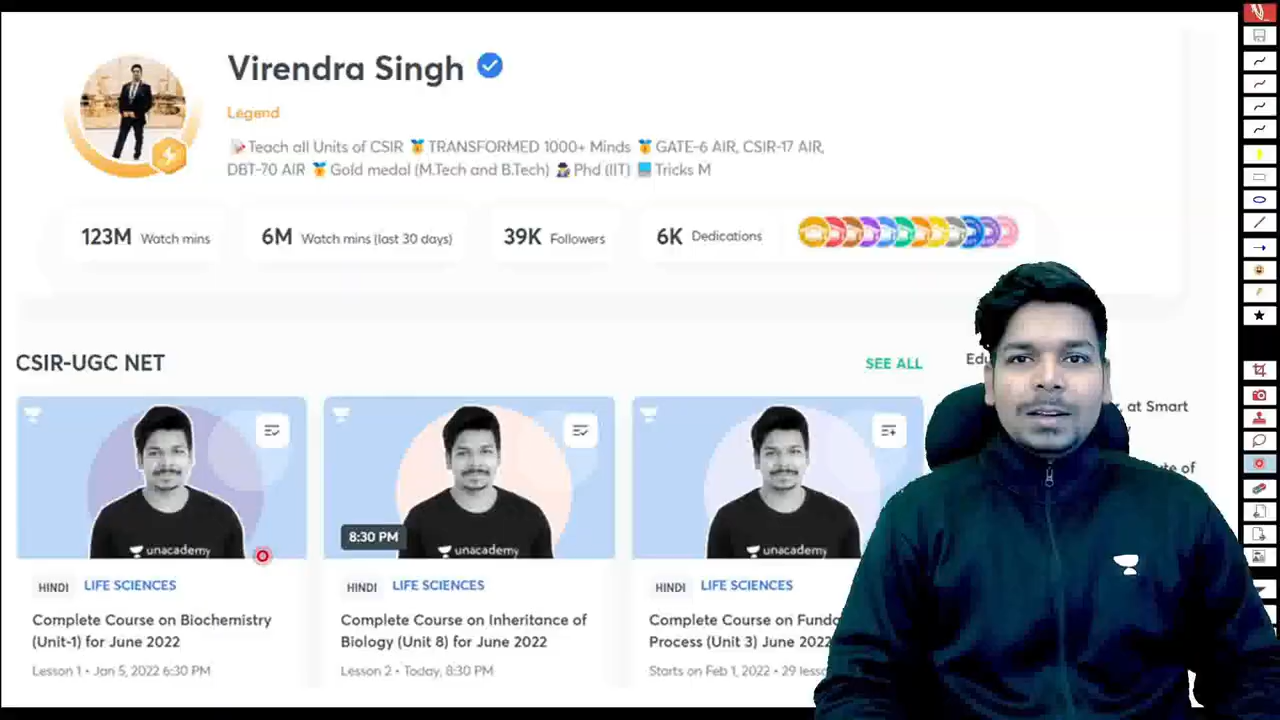 Virendra Singh
Legend
Teach all Units of CSIR 🏅 TRANSFORMED 1000+ Minds 🏅 GATE-6 AIR, CSIR-17 AIR,
DBT-70 AIR 🏅 Gold medal (M.Tech and B.Tech) Phd (IIT) Tricks M
123M Watch mins
6M Watch mins (last 30 days)
39K Followers
6K Dedications
CSIR-UGC NET
SEE ALL
Edu
, at Smart
te of
unacademy
unacademy
unacademy
8:30 PM
HINDI LIFE SCIENCES
Complete Course on Biochemistry
(Unit-1) for June 2022
Lesson 1 • Jan 5, 2022 6:30 PM
HINDI LIFE SCIENCES
Complete Course on Inheritance of
Biology (Unit 8) for June 2022
Lesson 2 • Today, 8:30 PM
HINDI LIFE SCIENCES
Complete Course on Funda
Process (Unit 3) June 2022
Starts on Feb 1, 2022 • 29 lesso